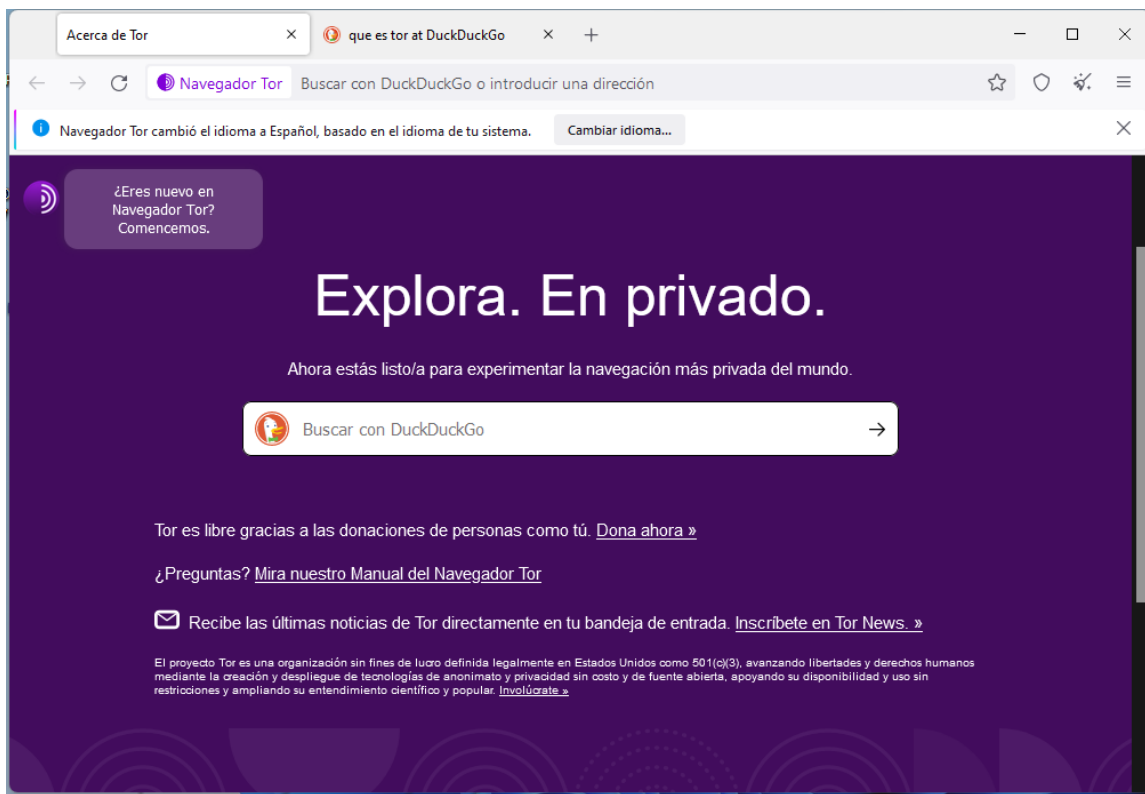 Acerca de Tor
que es tor at DuckDuckGo
Navegador Tor Buscar con DuckDuckGo o introducir una dirección
Navegador Tor cambió el idioma a Español, basado en el idioma de tu sistema. Cambiar idioma...
¿Eres nuevo en
Navegador Tor?
Comencemos.
Explora. En privado.
Ahora estás listo/a para experimentar la navegación más privada del mundo.
Buscar con DuckDuckGo
Tor es libre gracias a las donaciones de personas como tú. Dona ahora »
¿Preguntas? Mira nuestro Manual del Navegador Tor
Recibe las últimas noticias de Tor directamente en tu bandeja de entrada. Inscríbete en Tor News. »
El proyecto Tor es una organización sin fines de lucro definida legalmente en Estados Unidos como 501(c)(3), avanzando libertades y derechos humanos
mediante la creación y despliegue de tecnologías de anonimato y privacidad sin costo y de fuente abierta, apoyando su disponibilidad y uso sin
restricciones y ampliando su entendimiento científico y popular. Involúcrate »